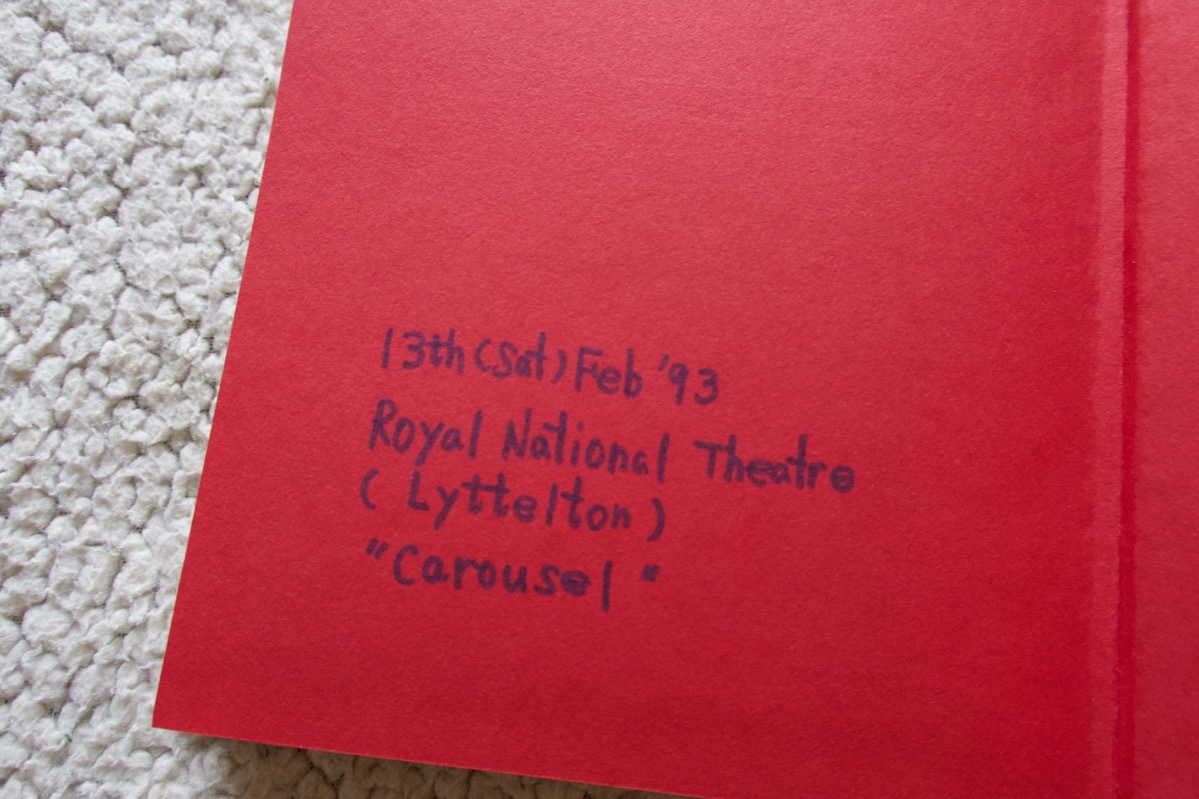 13th (Sat) Feb '93
Royal National Theatre
( Lyttelton )
"Carousel"